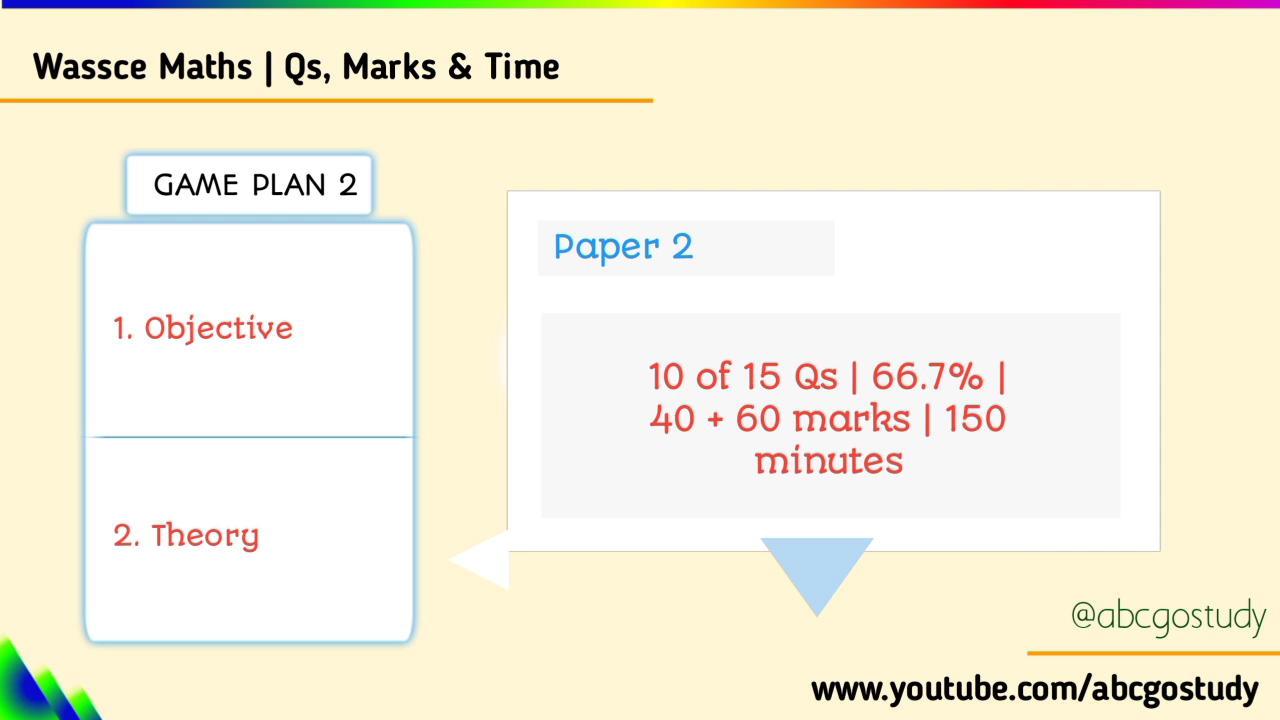 Wassce Maths | Qs, Marks & Time
GAME PLAN 2
1. Objective
2. Theory
Paper 2
10 of 15 Qs | 66.7% |
40 + 60 marks | 150
minutes
@abcgostudy
www.youtube.com/abcgostudy